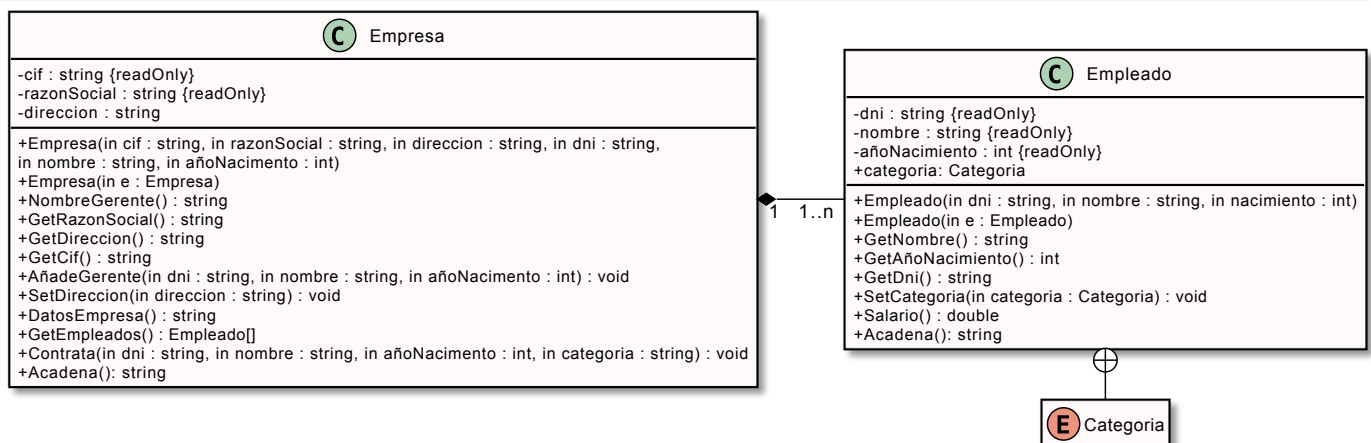 C Empresa
-cif : string {readOnly}
-razonSocial : string {readOnly}
-direccion : string
+Empresa(in cif : string, in razonSocial : string, in direccion : string, in dni : string,
in nombre : string, in añoNacimento : int)
+Empresa(in e : Empresa)
+NombreGerente() : string
+GetRazonSocial() : string
+GetDireccion() : string
+GetCif() : string
+AñadeGerente(in dni : string, in nombre : string, in añoNacimento : int) : void
+SetDireccion(in direccion : string) : void
+DatosEmpresa() : string
+GetEmpleados() : Empleado[]
+Contrata(in dni : string, in nombre : string, in añoNacimento : int, in categoria : string) : void
+Acadena(): string
1 1..n
C Empleado
-dni : string {readOnly}
-nombre : string {readOnly}
-añoNacimiento : int {readOnly}
+categoria: Categoria
+Empleado(in dni : string, in nombre : string, in nacimiento : int)
+Empleado(in e : Empleado)
+GetNombre() : string
+GetAñoNacimiento() : int
+GetDni() : string
+SetCategoria(in categoria : Categoria) : void
+Salario() : double
+Acadena(): string
E Categoria